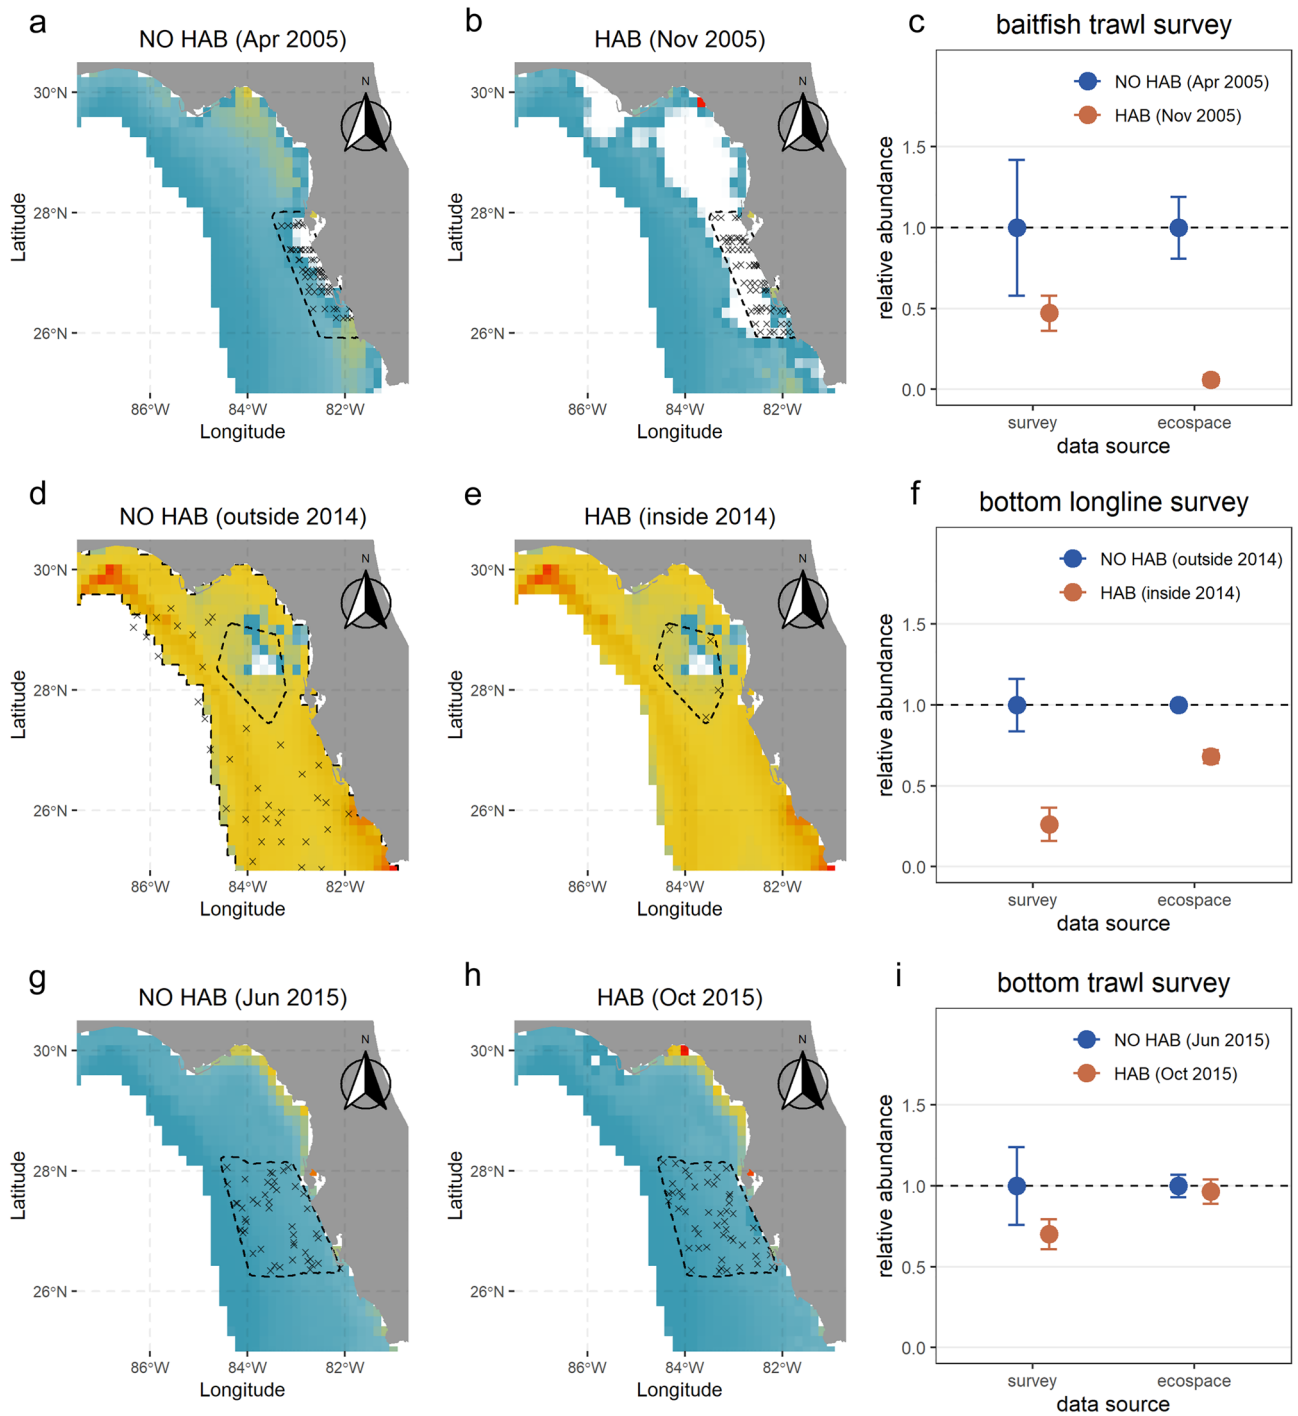 a
NO HAB (Apr 2005)
N
30°N
28°N
26°N
Latitude
86°W
84°W
82°W
Longitude
b
HAB (Nov 2005)
N
30°N
28°N
26°N
Latitude
86°W
84°W
82°W
Longitude
c
baitfish trawl survey
NO HAB (Apr 2005)
HAB (Nov 2005)
1.5
1.0
0.5
0.0
relative abundance
survey
ecospace
data source
d
NO HAB (outside 2014)
N
30°N
28°N
26°N
Latitude
86°W
84°W
82°W
Longitude
e
HAB (inside 2014)
N
30°N
28°N
26°N
Latitude
86°W
84°W
82°W
Longitude
f
bottom longline survey
NO HAB (outside 2014)
HAB (inside 2014)
1.5
1.0
0.5
0.0
relative abundance
survey
ecospace
data source
g
NO HAB (Jun 2015)
N
30°N
28°N
26°N
Latitude
86°W
84°W
82°W
Longitude
h
HAB (Oct 2015)
N
30°N
28°N
26°N
Latitude
86°W
84°W
82°W
Longitude
i
bottom trawl survey
NO HAB (Jun 2015)
HAB (Oct 2015)
1.5
1.0
0.5
0.0
relative abundance
survey
ecospace
data source